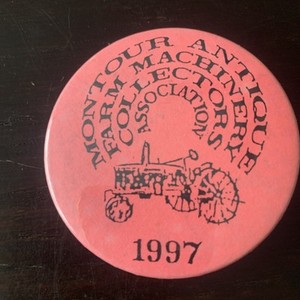 MONTOUR ANTIQUE
FARM MACHINERY
COLLECTORS
ASSOCIATION
1997